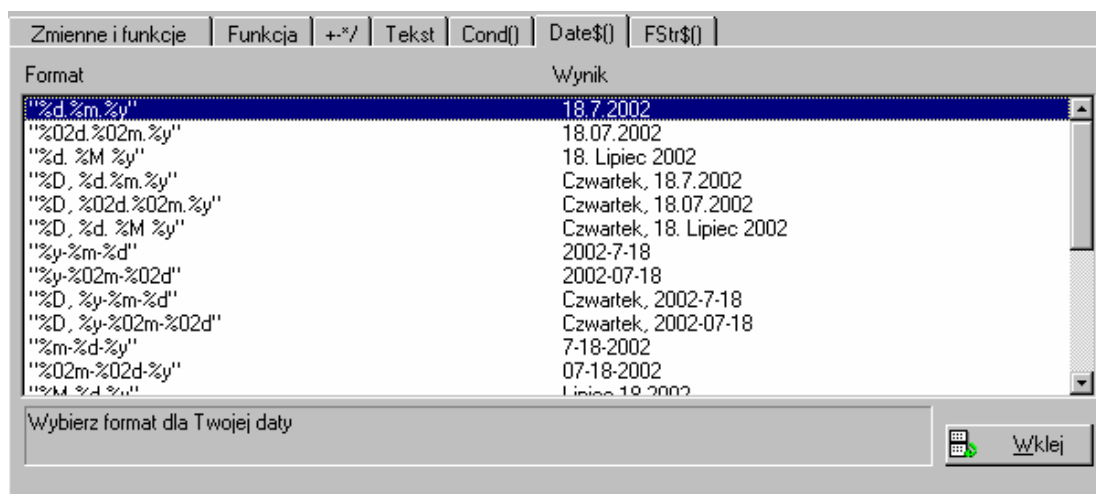 Zmienne i funkcje Funkcja +-*/ Tekst Cond() Date$() FStr$()
Format Wynik
"%d.%m.%y" 18.7.2002
"%02d.%02m.%y" 18.07.2002
"%d. %M %y" 18. Lipiec 2002
"%D, %d.%m.%y" Czwartek, 18.7.2002
"%D, %02d.%02m.%y" Czwartek, 18.07.2002
"%D, %d. %M %y" Czwartek, 18. Lipiec 2002
"%y-%m-%d" 2002-7-18
"%y-%02m-%02d" 2002-07-18
"%D, %y-%m-%d" Czwartek, 2002-7-18
"%D, %y-%02m-%02d" Czwartek, 2002-07-18
"%m-%d-%y" 7-18-2002
"%02m-%02d-%y" 07-18-2002
"%M %d %y" Lipiec 18 2002
Wybierz format dla Twojej daty
Wklej